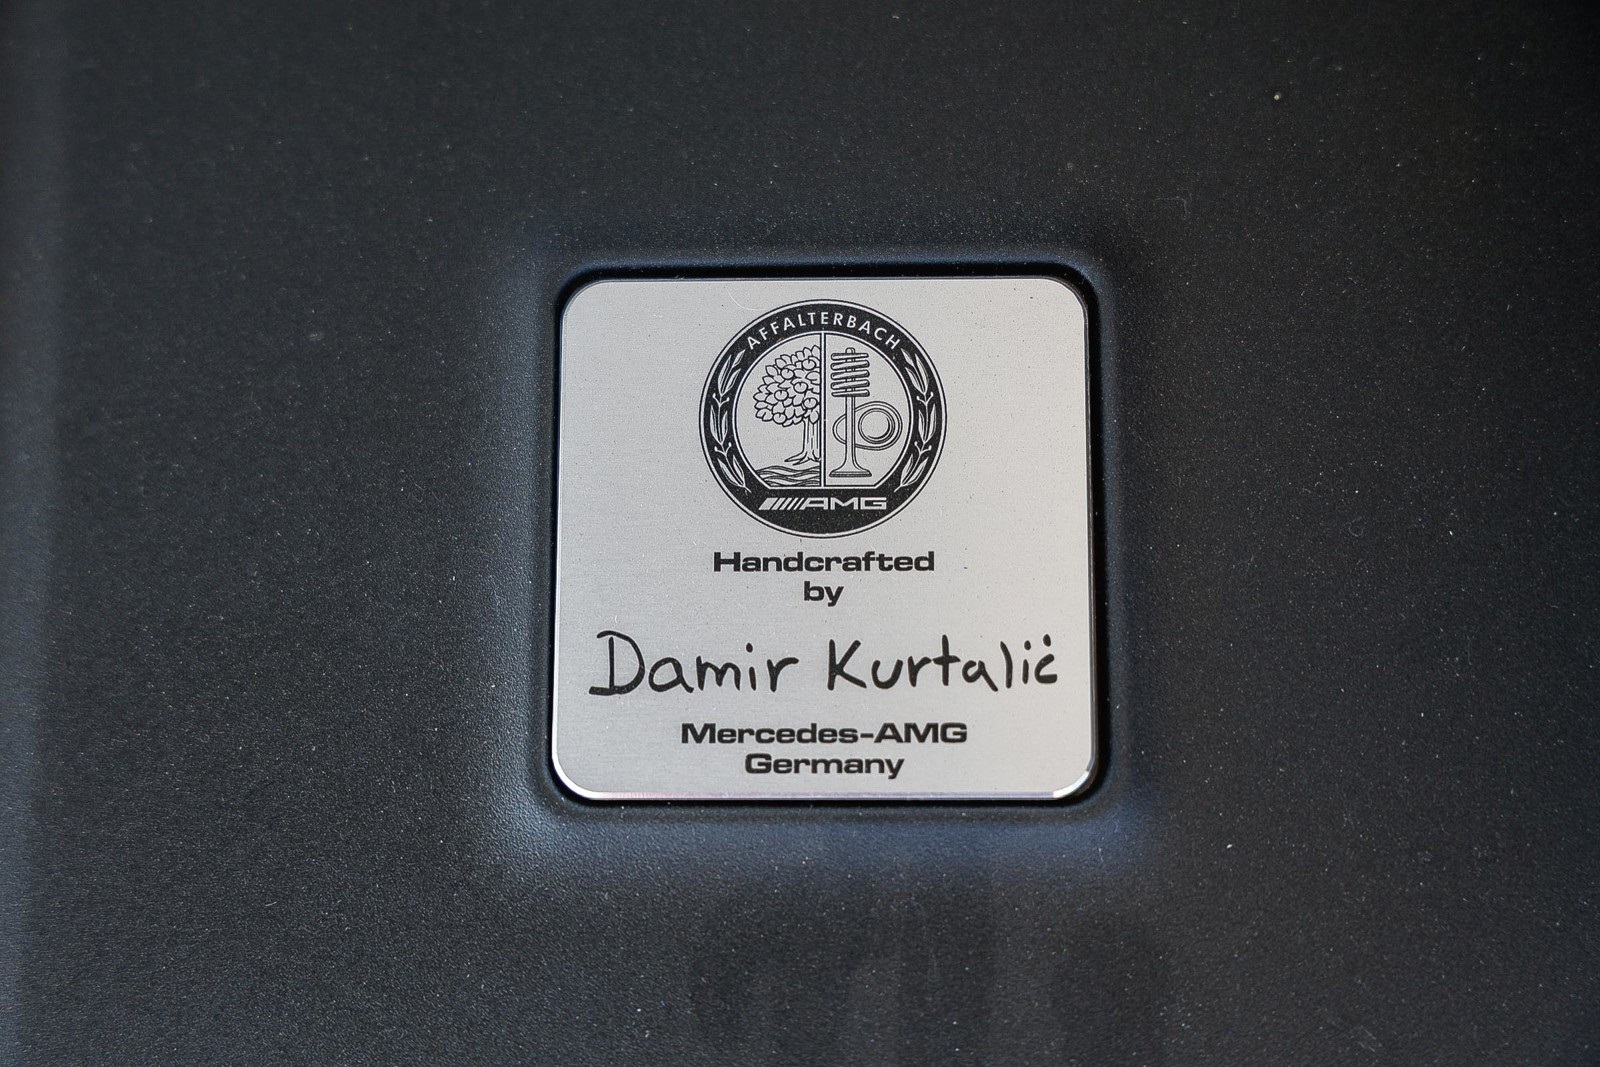 AFFALTERBACH
AMG
Handcrafted
by
Damir Kurtalić
Mercedes-AMG
Germany